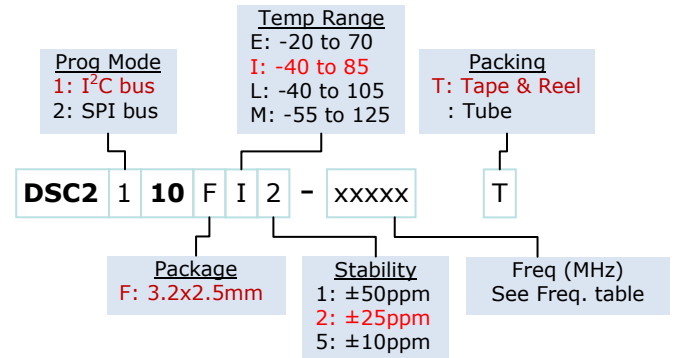 Prog Mode
1: I²C bus
2: SPI bus
Temp Range
E: -20 to 70
I: -40 to 85
L: -40 to 105
M: -55 to 125
Packing
T: Tape & Reel
: Tube
DSC2 1 10 F I 2 - xxxxx T
Package
F: 3.2x2.5mm
Stability
1: ±50ppm
2: ±25ppm
5: ±10ppm
Freq (MHz)
See Freq. table